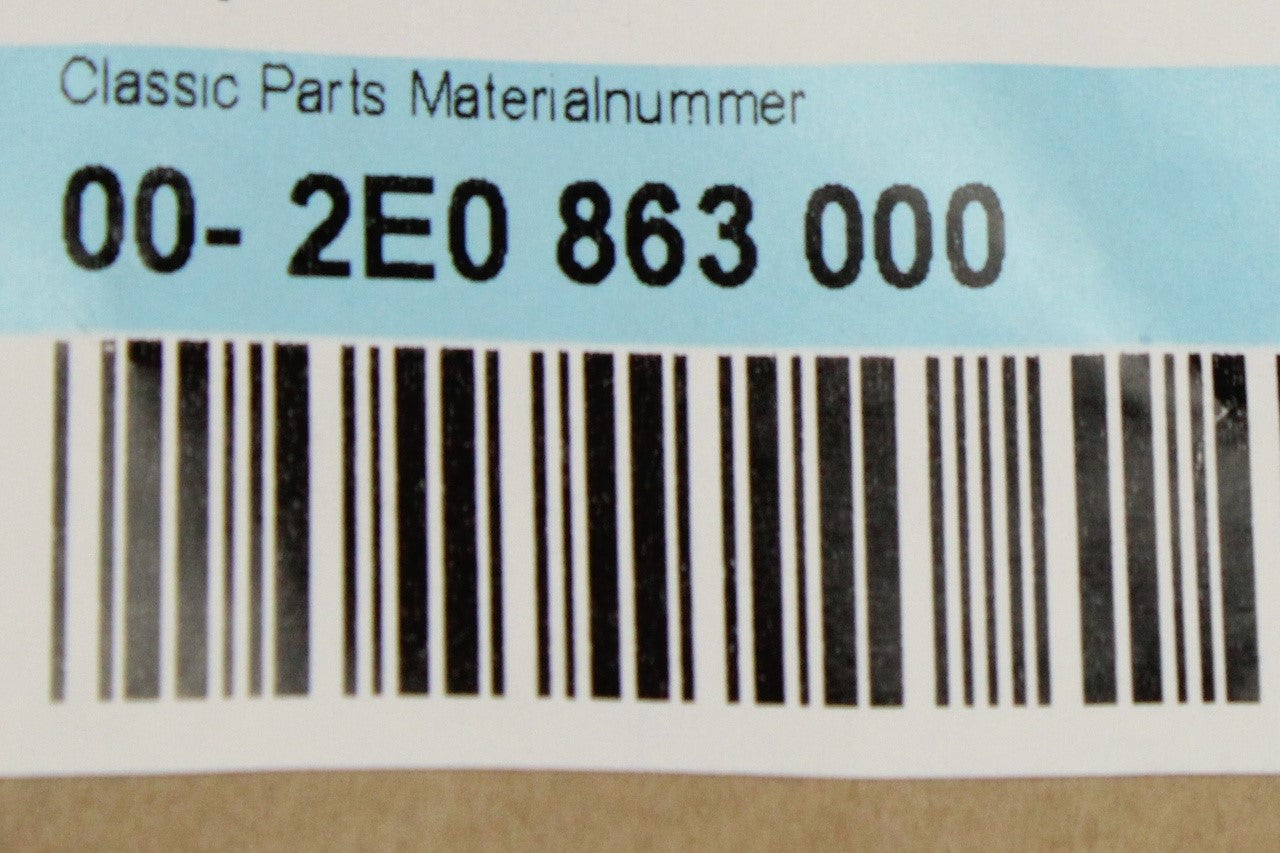 Classic Parts Materialnummer
00- 2E0 863 000